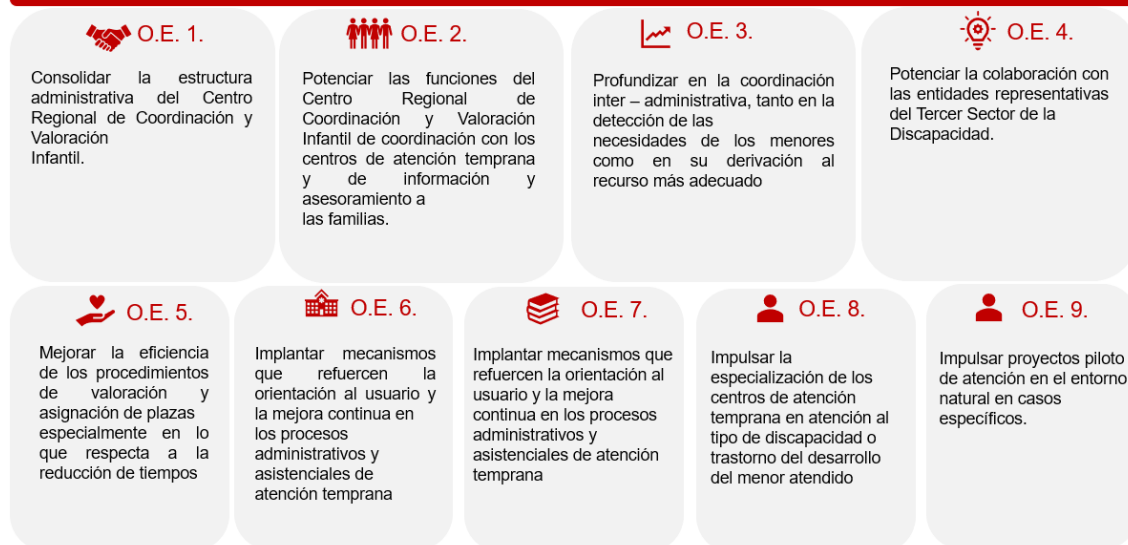 O.E. 1.
Consolidar la estructura
administrativa del Centro
Regional de Coordinación y
Valoración
Infantil.
O.E. 2.
Potenciar las funciones del
Centro Regional de
Coordinación y Valoración
Infantil de coordinación con los
centros de atención temprana
y de información y
asesoramiento a
las familias.
O.E. 3.
Profundizar en la coordinación
inter – administrativa, tanto en la
detección de las
necesidades de los menores
como en su derivación al
recurso más adecuado
O.E. 4.
Potenciar la colaboración con
las entidades representativas
del Tercer Sector de la
Discapacidad.
O.E. 5.
Mejorar la eficiencia
de los procedimientos
de valoración y
asignación de plazas
especialmente en lo
que respecta a la
reducción de tiempos
O.E. 6.
Implantar mecanismos
que refuercen la
orientación al usuario y
la mejora continua en
los procesos
administrativos y
asistenciales de
atención temprana
O.E. 7.
Implantar mecanismos que
refuercen la orientación al
usuario y la mejora
continua en los procesos
administrativos y
asistenciales de atención
temprana
O.E. 8.
Impulsar la
especialización de los
centros de atención
temprana en atención al
tipo de discapacidad o
trastorno del desarrollo
del menor atendido
O.E. 9.
Impulsar proyectos piloto
de atención en el entorno
natural en casos
específicos.